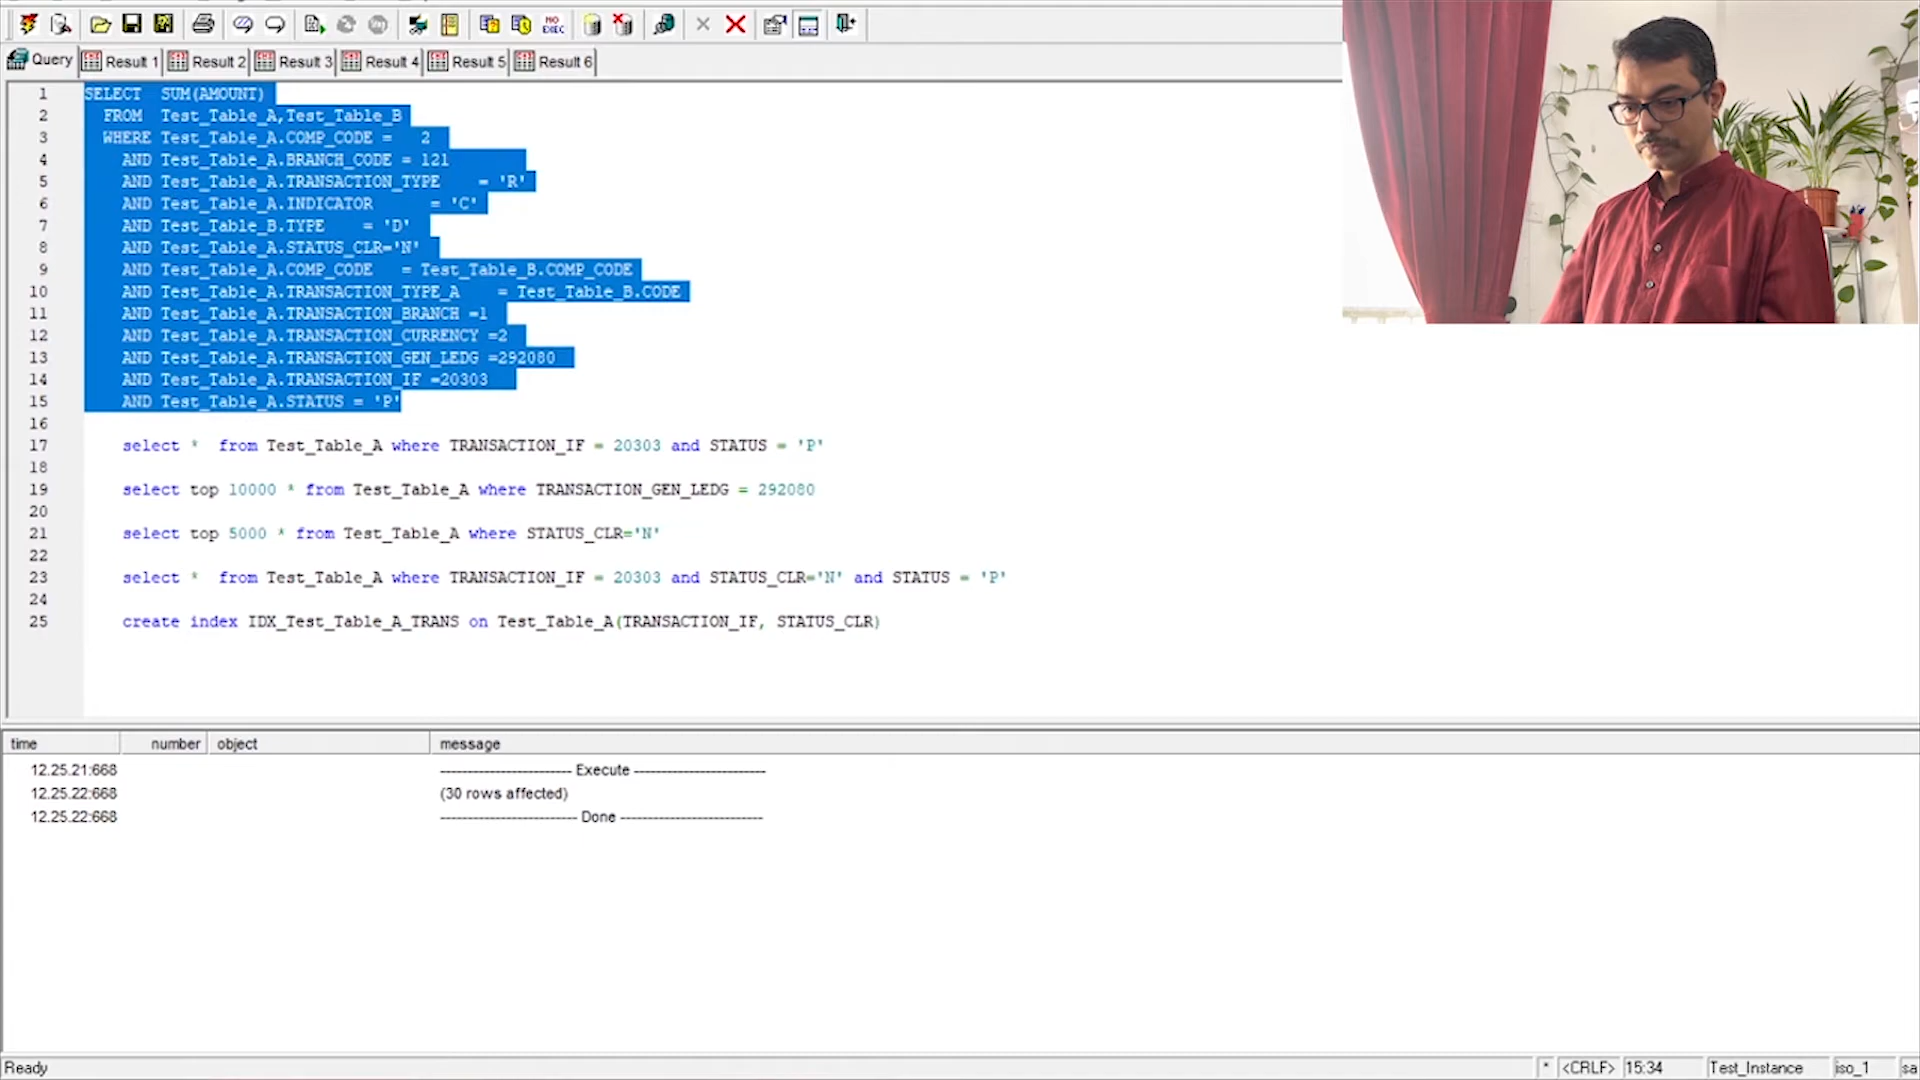 NO
EXEC
Query Result 1 Result 2 Result 3 Result 4 Result 5 Result 6
1 SELECT SUM(AMOUNT)
2 FROM Test_Table_A,Test_Table_B
3 WHERE Test_Table_A.COMP_CODE = 2
4 AND Test_Table_A.BRANCH_CODE = 121
5 AND Test_Table_A.TRANSACTION_TYPE = 'R'
6 AND Test_Table_A.INDICATOR = 'C'
7 AND Test_Table_B.TYPE = 'D'
8 AND Test_Table_A.STATUS_CLR='N'
9 AND Test_Table_A.COMP_CODE = Test_Table_B.COMP_CODE
10 AND Test_Table_A.TRANSACTION_TYPE_A = Test_Table_B.CODE
11 AND Test_Table_A.TRANSACTION_BRANCH =1
12 AND Test_Table_A.TRANSACTION_CURRENCY =2
13 AND Test_Table_A.TRANSACTION_GEN_LEDG =292080
14 AND Test_Table_A.TRANSACTION_IF =20303
15 AND Test_Table_A.STATUS = 'P'
16
17 select * from Test_Table_A where TRANSACTION_IF = 20303 and STATUS = 'P'
18
19 select top 10000 * from Test_Table_A where TRANSACTION_GEN_LEDG = 292080
20
21 select top 5000 * from Test_Table_A where STATUS_CLR='N'
22
23 select * from Test_Table_A where TRANSACTION_IF = 20303 and STATUS_CLR='N' and STATUS = 'P'
24
25 create index IDX_Test_Table_A_TRANS on Test_Table_A(TRANSACTION_IF, STATUS_CLR)
time number object message
12.25.21:668 ------------------------- Execute -------------------------
12.25.22:668 (30 rows affected)
12.25.22:668 -------------------------- Done --------------------------
Ready * <CRLF> 15:34 Test_Instance iso_1 sa